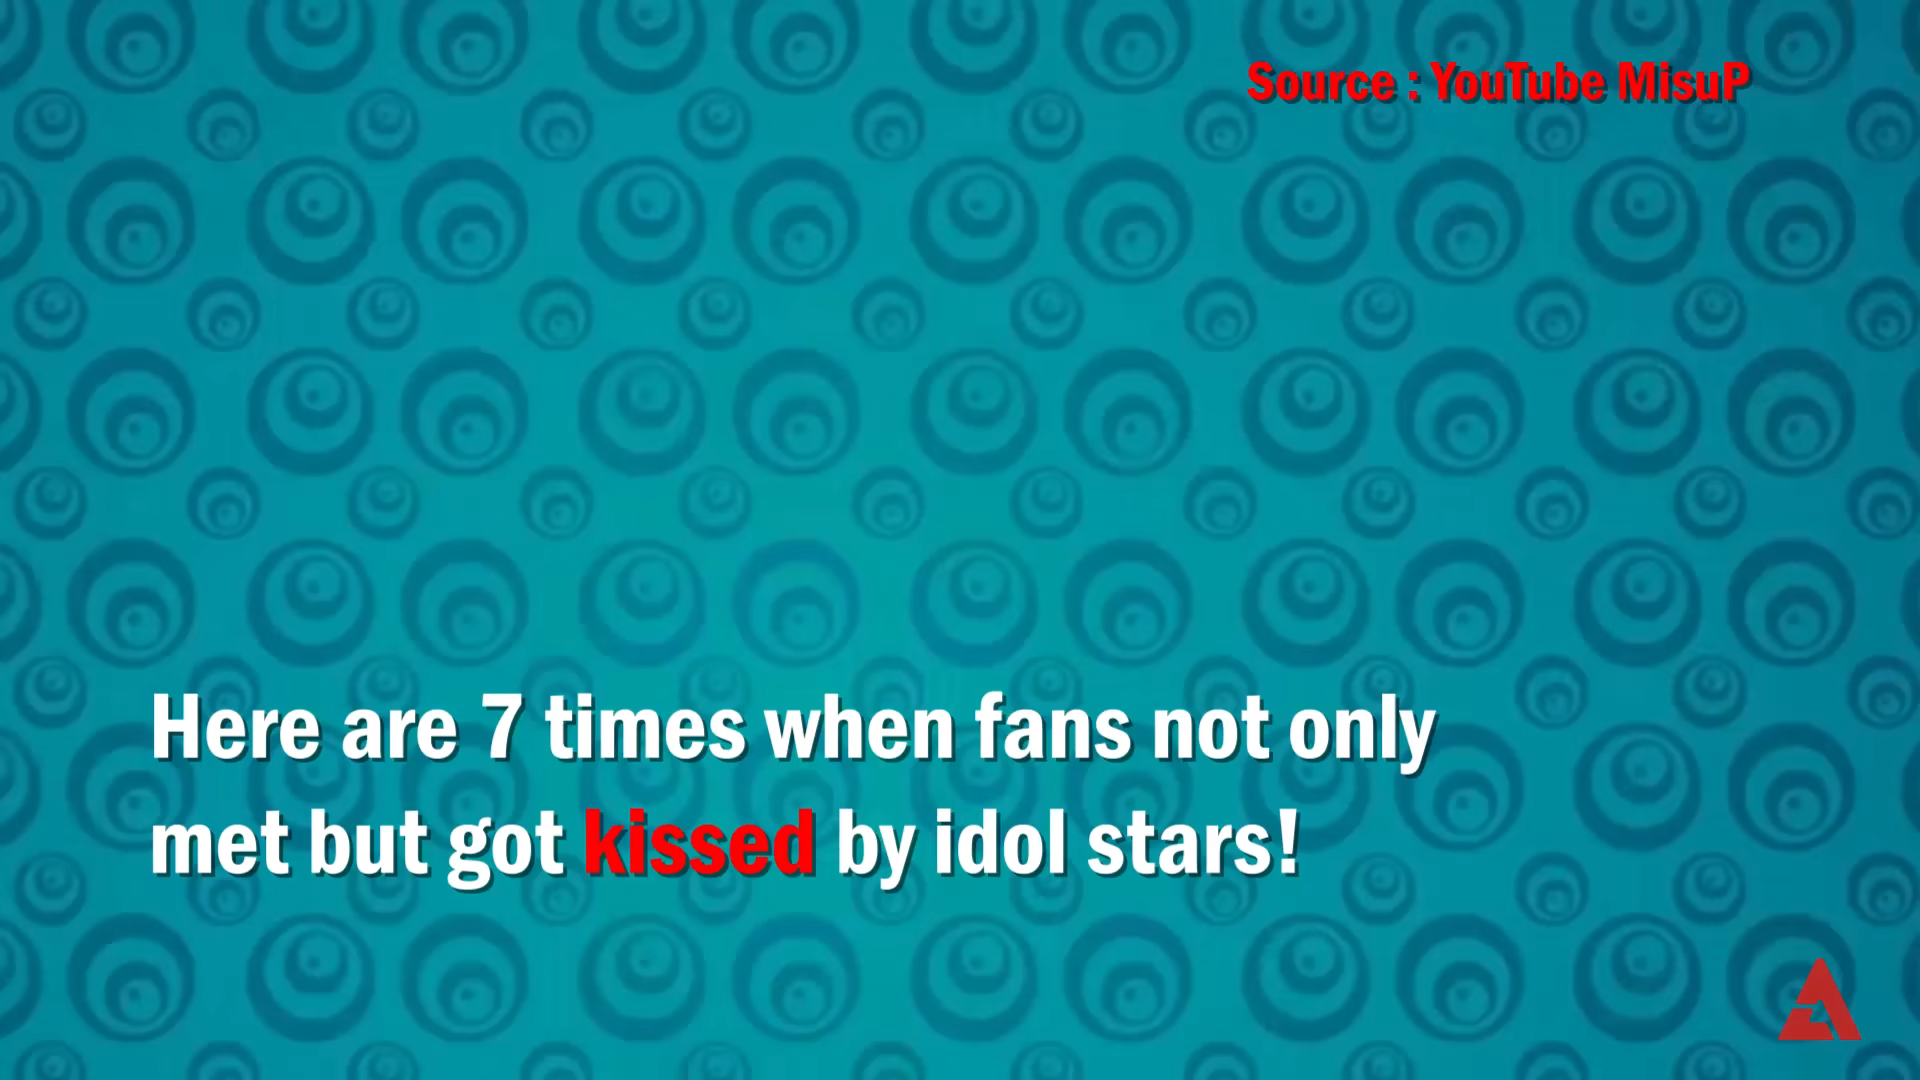 Source : YouTube MisuP
Here are 7 times when fans not only
met but got kissed by idol stars!